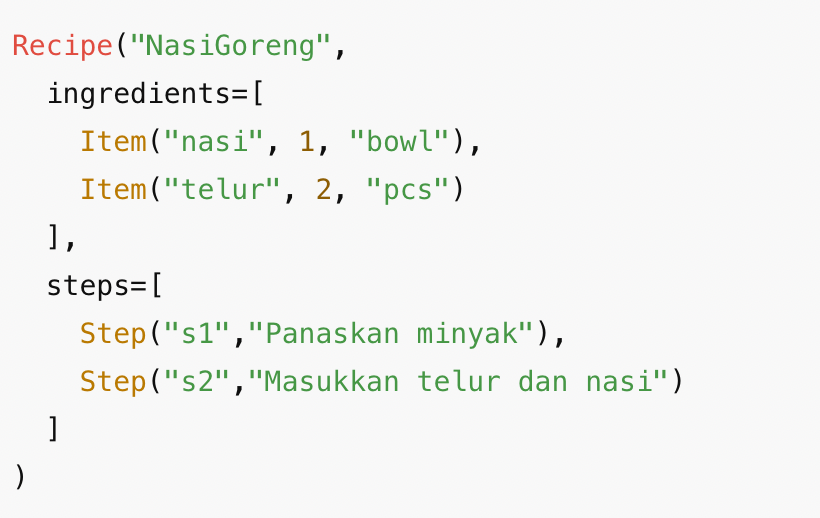 Recipe("NasiGoreng",
  ingredients=[
    Item("nasi", 1, "bowl"),
    Item("telur", 2, "pcs")
  ],
  steps=[
    Step("s1","Panaskan minyak"),
    Step("s2","Masukkan telur dan nasi")
  ]
)